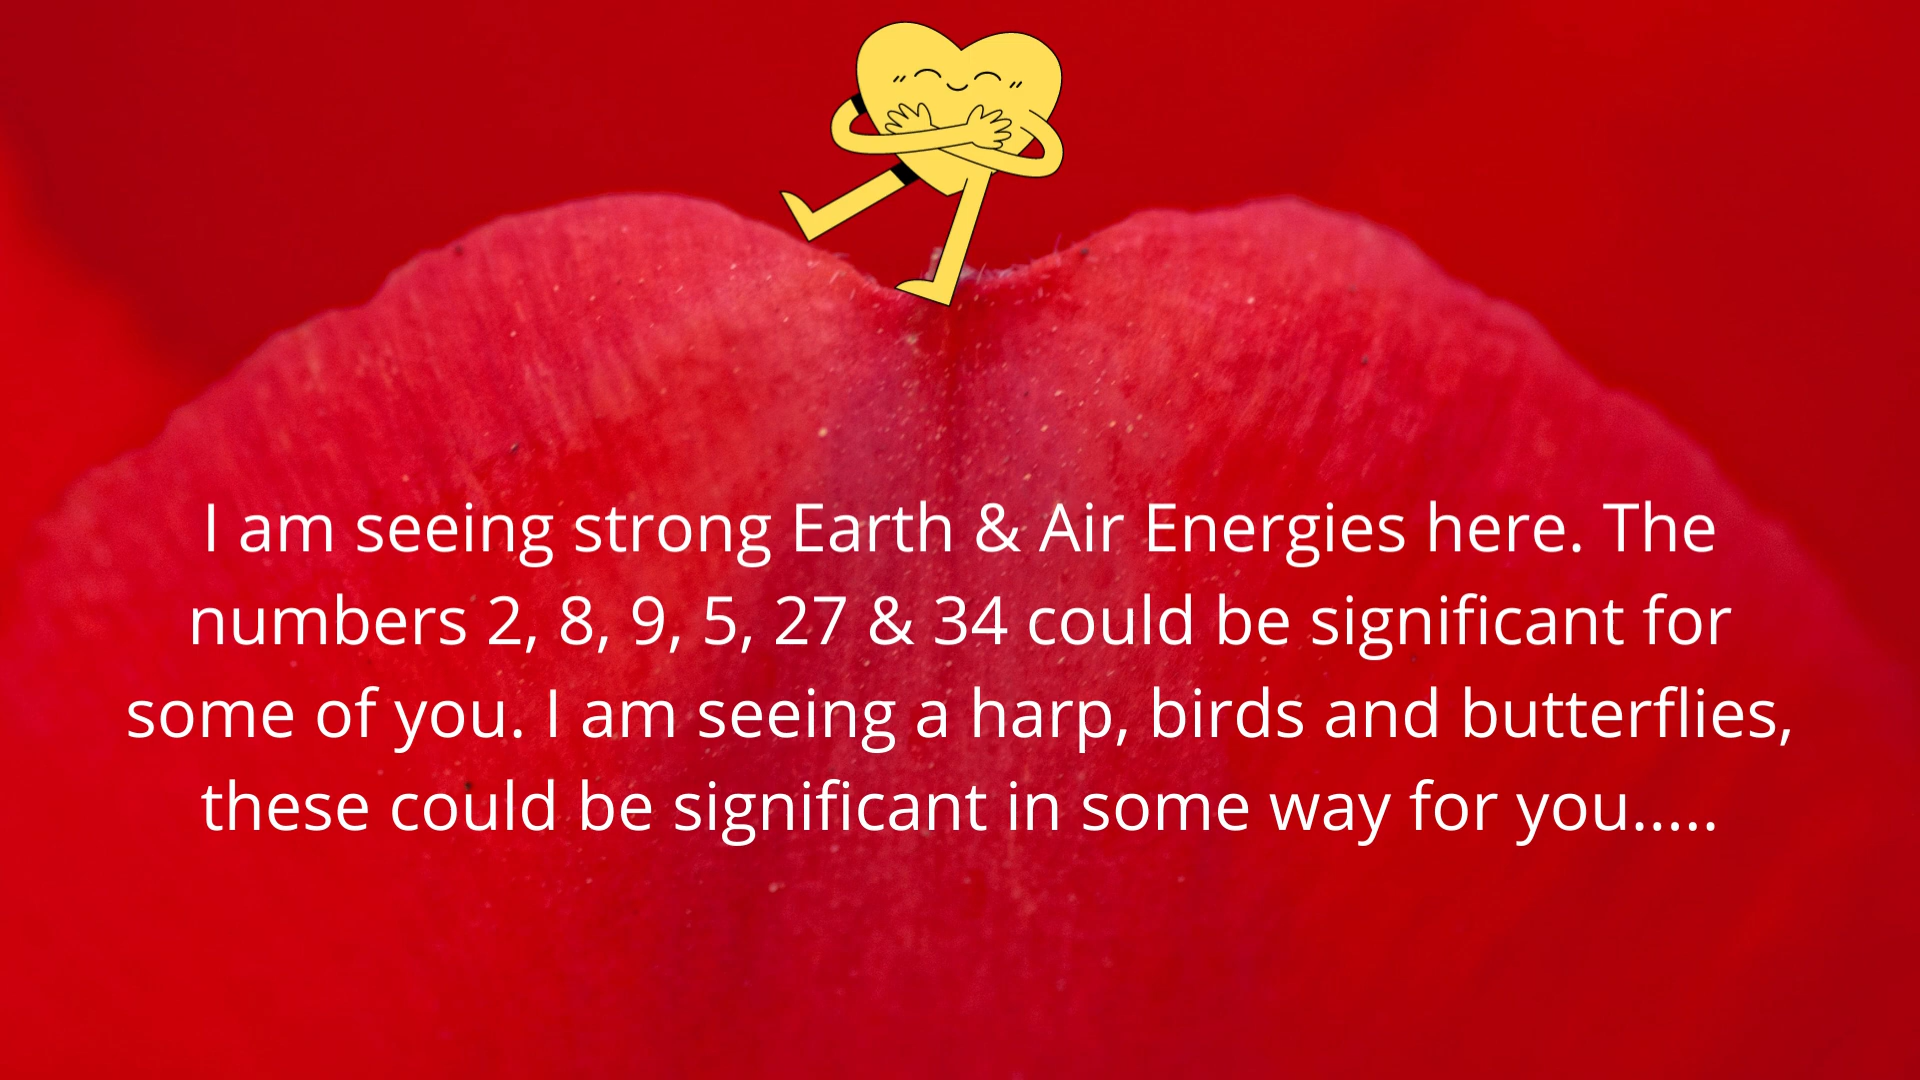 I am seeing strong Earth & Air Energies here. The
numbers 2, 8, 9, 5, 27 & 34 could be significant for
some of you. I am seeing a harp, birds and butterflies,
these could be significant in some way for you.....